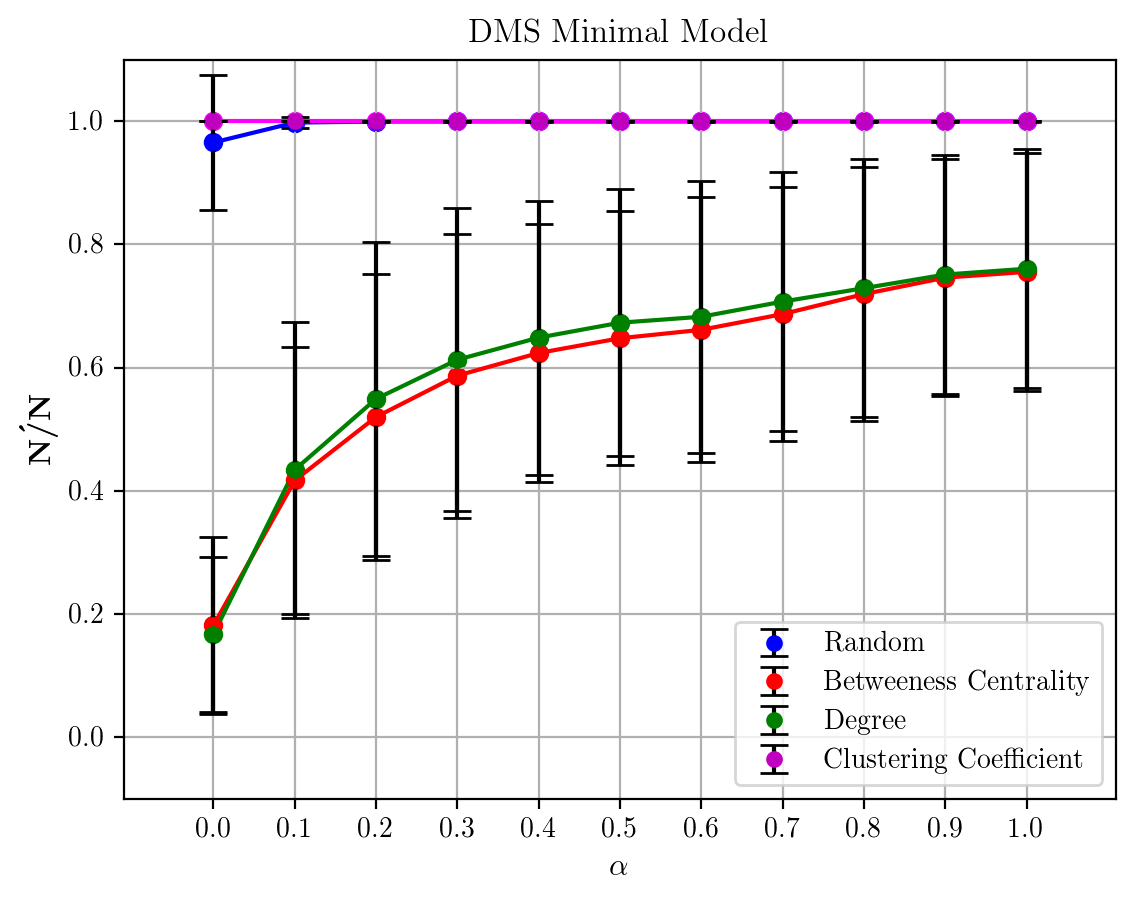 DMS Minimal Model
1.0
0.8
0.6
0.4
0.2
0.0
Ń/N
0.0 0.1 0.2 0.3 0.4 0.5 0.6 0.7 0.8 0.9 1.0
α
Random
Betweeness Centrality
Degree
Clustering Coefficient